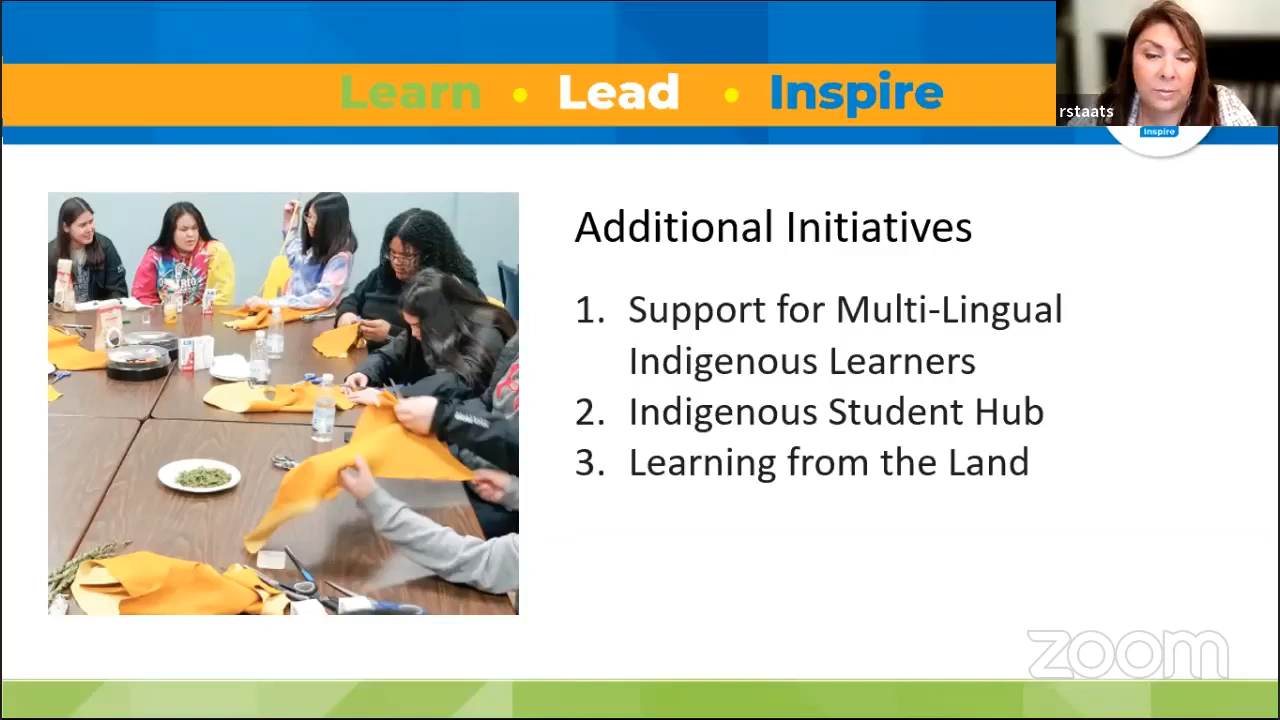 Learn • Lead • Inspire
rstaats
Inspire
Additional Initiatives
1. Support for Multi-Lingual
Indigenous Learners
2. Indigenous Student Hub
3. Learning from the Land
zoom